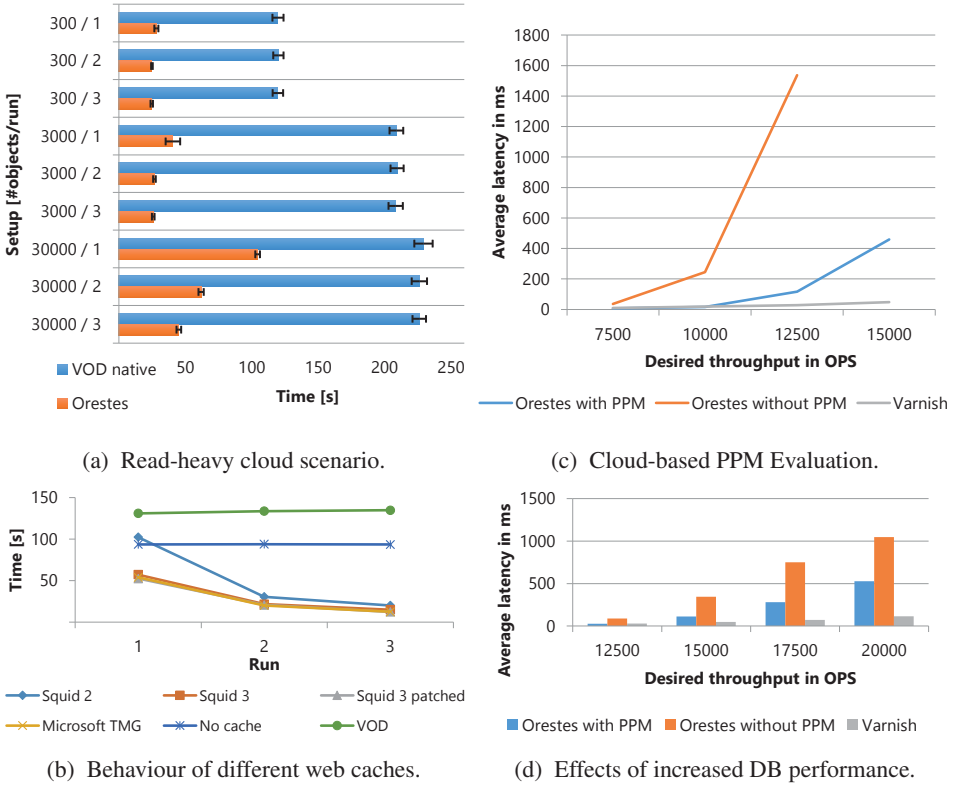 Setup [#objects/run]
300 / 1
300 / 2
300 / 3
3000 / 1
3000 / 2
3000 / 3
30000 / 1
30000 / 2
30000 / 3
50 100 150 200 250
Time [s]
VOD native
Orestes
(a) Read-heavy cloud scenario.
Average latency in ms
1800
1600
1400
1200
1000
800
600
400
200
0
7500 10000 12500 15000
Desired throughput in OPS
Orestes with PPM Orestes without PPM Varnish
(c) Cloud-based PPM Evaluation.
Time [s]
150
100
50
1 2 3
Run
Squid 2 Squid 3 Squid 3 patched
Microsoft TMG No cache VOD
(b) Behaviour of different web caches.
Average latency in ms
1500
1000
500
0
12500 15000 17500 20000
Desired throughput in OPS
Orestes with PPM Orestes without PPM Varnish
(d) Effects of increased DB performance.